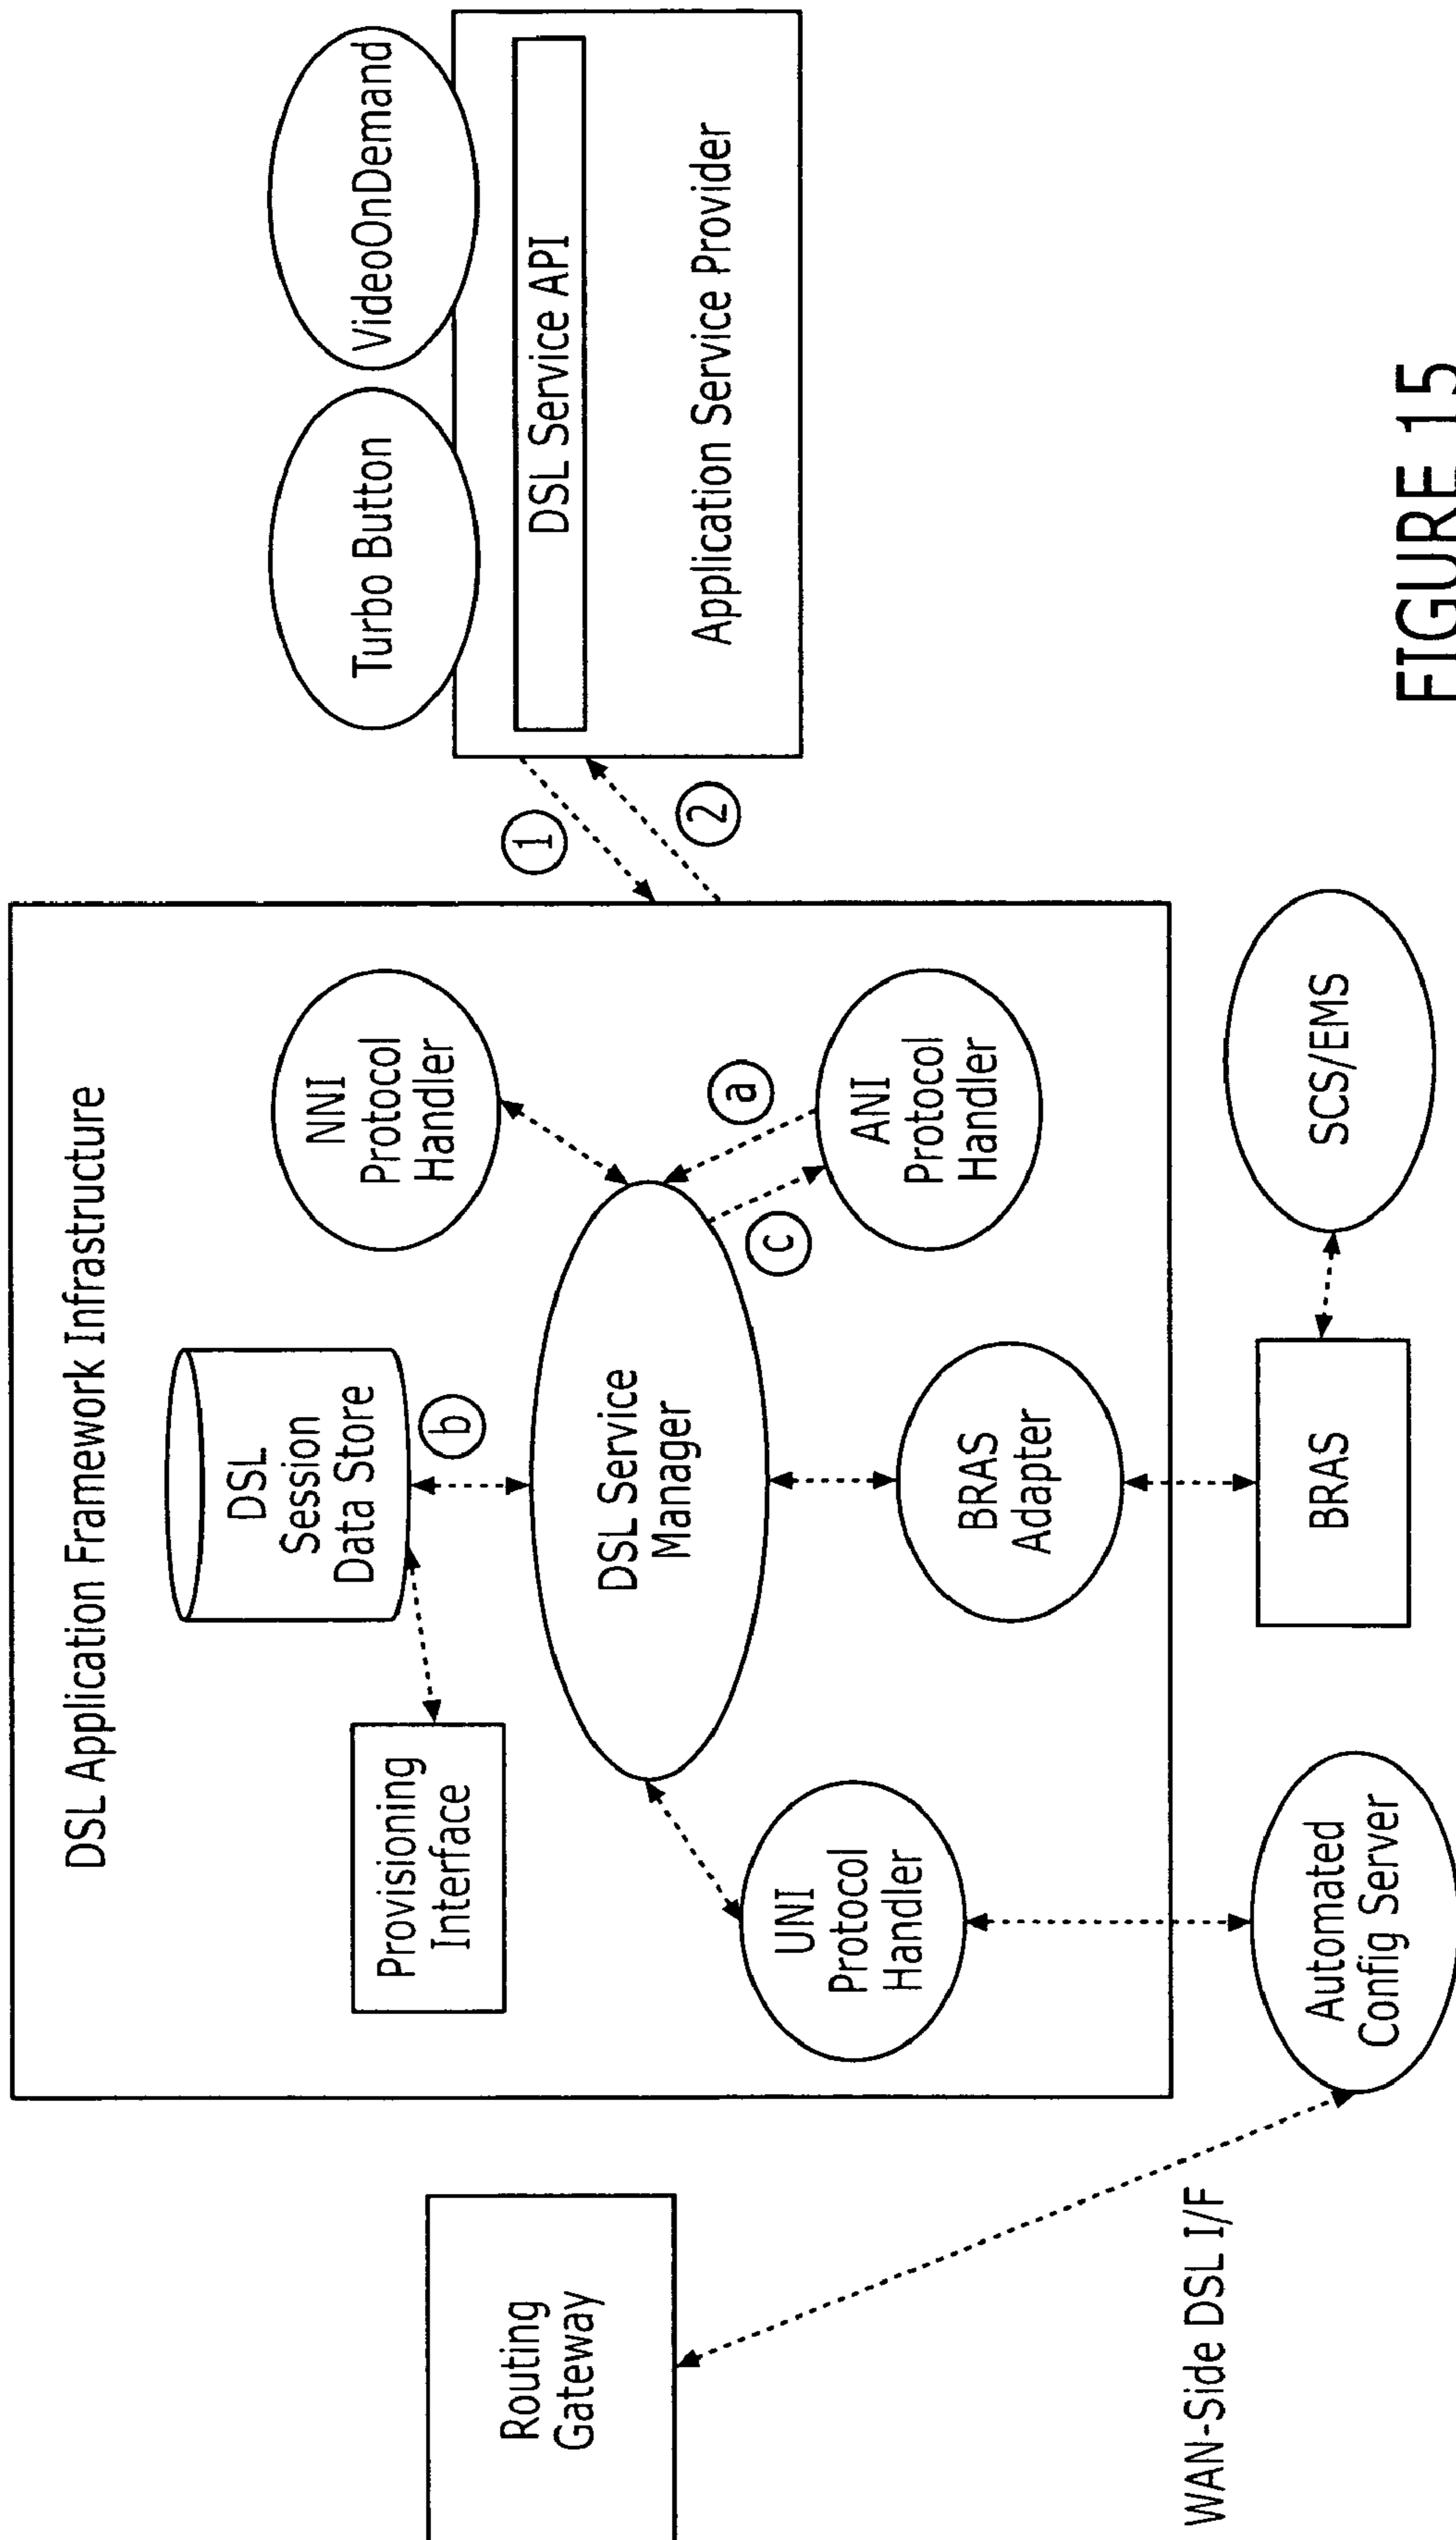 DSL Application Framework Infrastructure
Routing
Gateway
Provisioning
Interface
DSL
Session
Data Store
b
NNI
Protocol
Handler
DSL Service
Manager
UNI
Protocol
Handler
BRAS
Adapter
ANI
Protocol
Handler
a
c
1
2
Turbo Button
VideoOnDemand
DSL Service API
Application Service Provider
WAN-Side DSL I/F
Automated
Config Server
BRAS
SCS/EMS
FIGURE 15